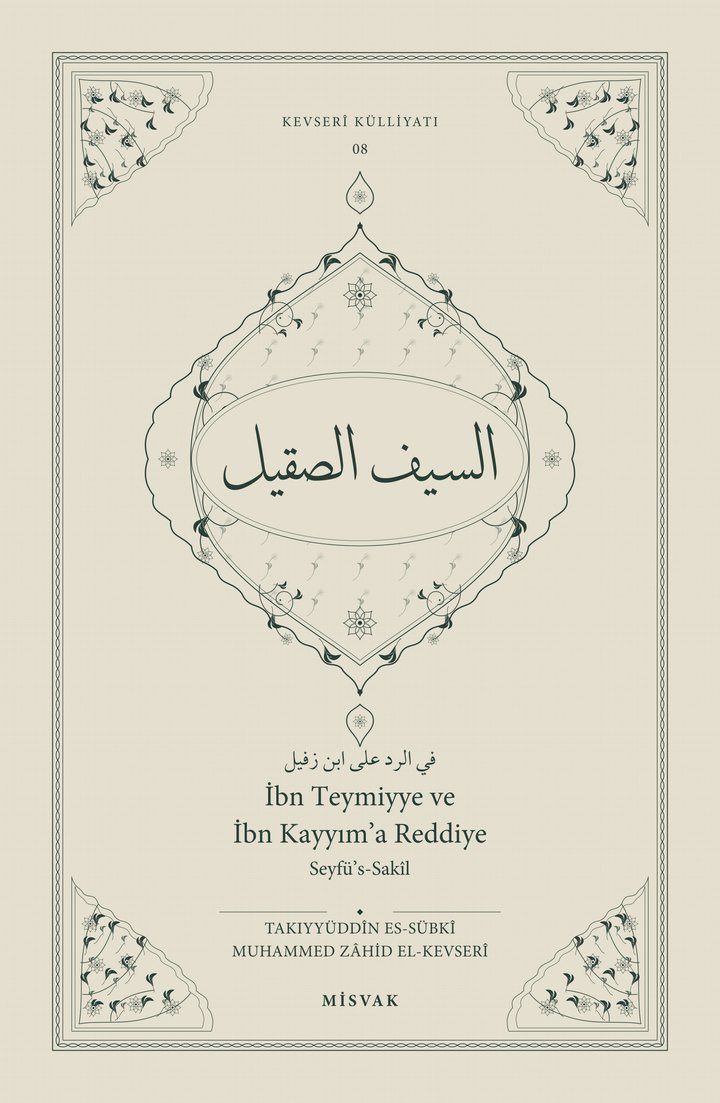 KEVSERÎ KÜLLİYATI
08
السيف الصقيل
في الرد على ابن زفيل
İbn Teymiyye ve
İbn Kayyım’a Reddiye
Seyfü’s-Sakîl
TAKIYYÜDDÎN ES-SÜBKÎ
MUHAMMED ZÂHİD EL-KEVSERÎ
MİSVAK